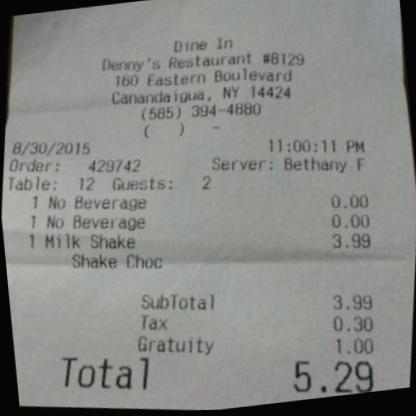 Dine In
Denny's Restaurant #8129
160 Eastern Boulevard
Canandaigua, NY 14424
(585) 394-4880
(    )    -
8/30/2015 11:00:11 PM
Order: 429742 Server: Bethany F
Table: 12 Guests: 2
1 No Beverage 0.00
1 No Beverage 0.00
1 Milk Shake 3.99
Shake Choc
SubTotal 3.99
Tax 0.30
Gratuity 1.00
Total 5.29